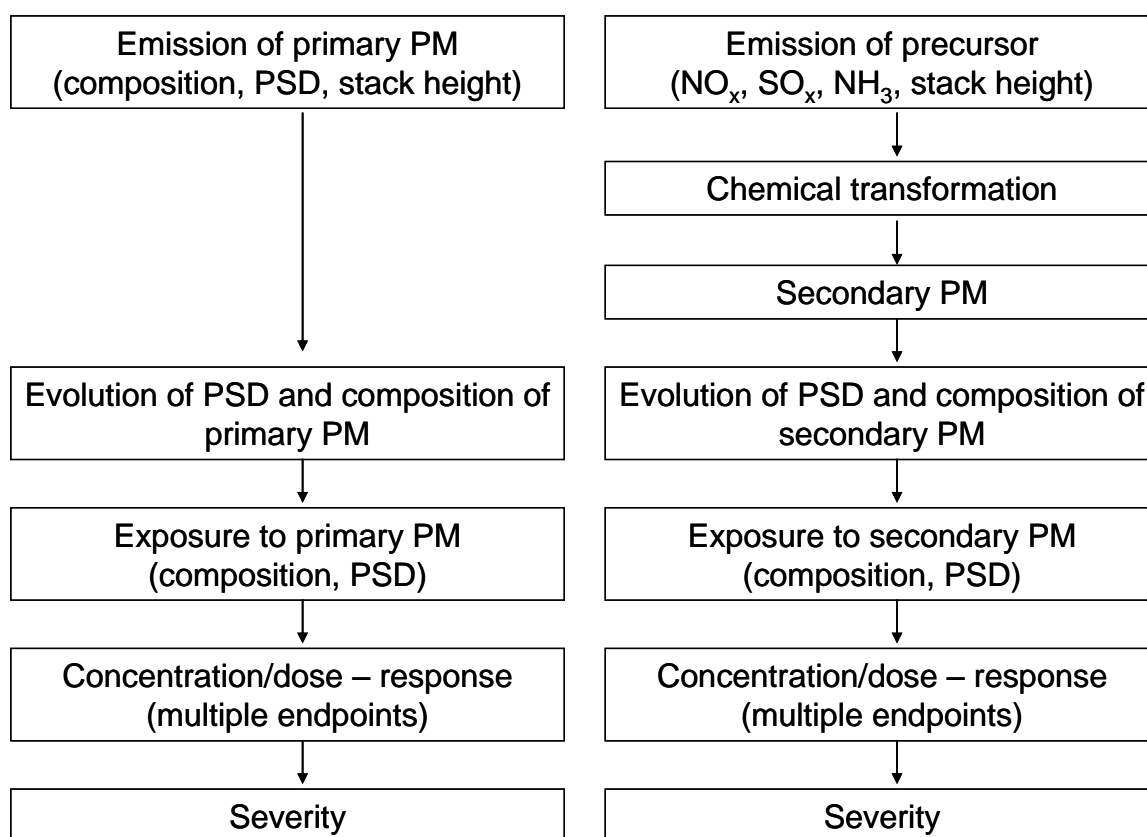 Emission of primary PM
(composition, PSD, stack height)
Evolution of PSD and composition of
primary PM
Exposure to primary PM
(composition, PSD)
Concentration/dose – response
(multiple endpoints)
Severity
Emission of precursor
(NOₓ, SOₓ, NH₃, stack height)
Chemical transformation
Secondary PM
Evolution of PSD and composition of
secondary PM
Exposure to secondary PM
(composition, PSD)
Concentration/dose – response
(multiple endpoints)
Severity